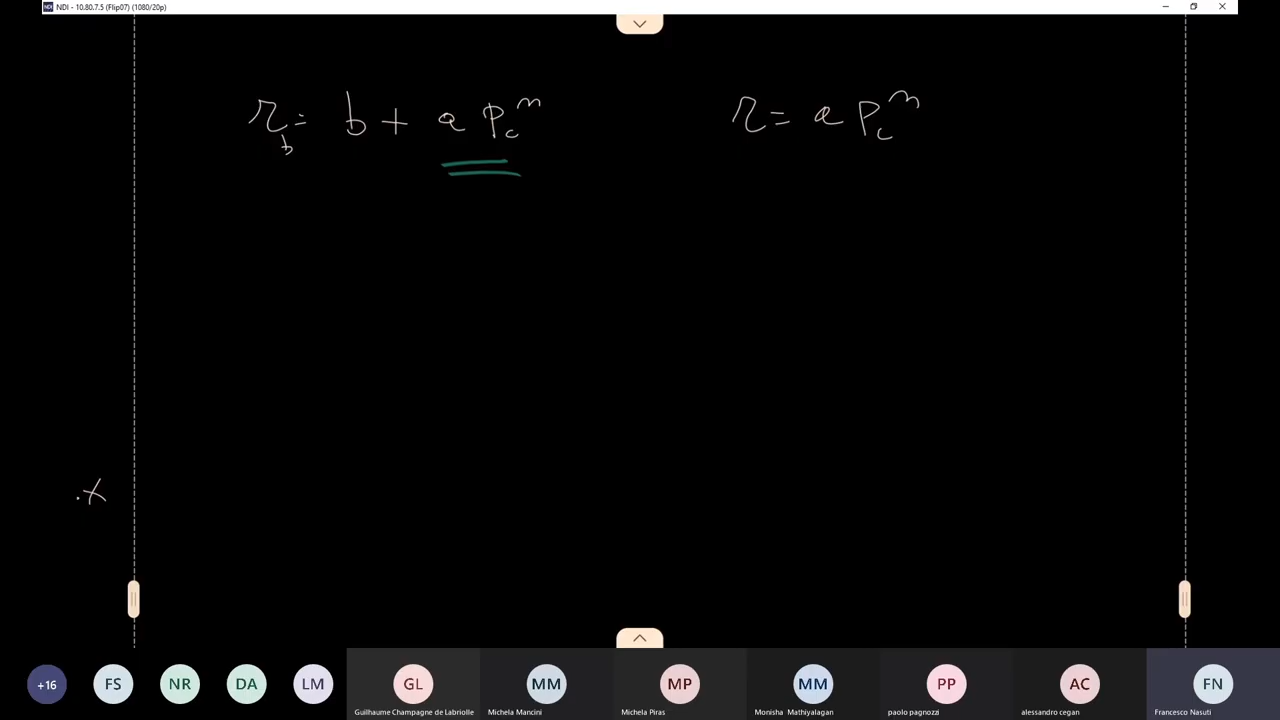 NDI - 10.80.7.5 (Flip07) (1080/20p)
r_b = b + a p_c^n
r = a p_c^n
x
+16
FS
NR
DA
LM
GL
MM
MP
MM
PP
AC
FN
Guilhaume Champagne de Labriolle
Michela Mancini
Michela Piras
Monisha Mathiyalagan
paolo pagnozzi
alessandro cegan
Francesco Nasuti